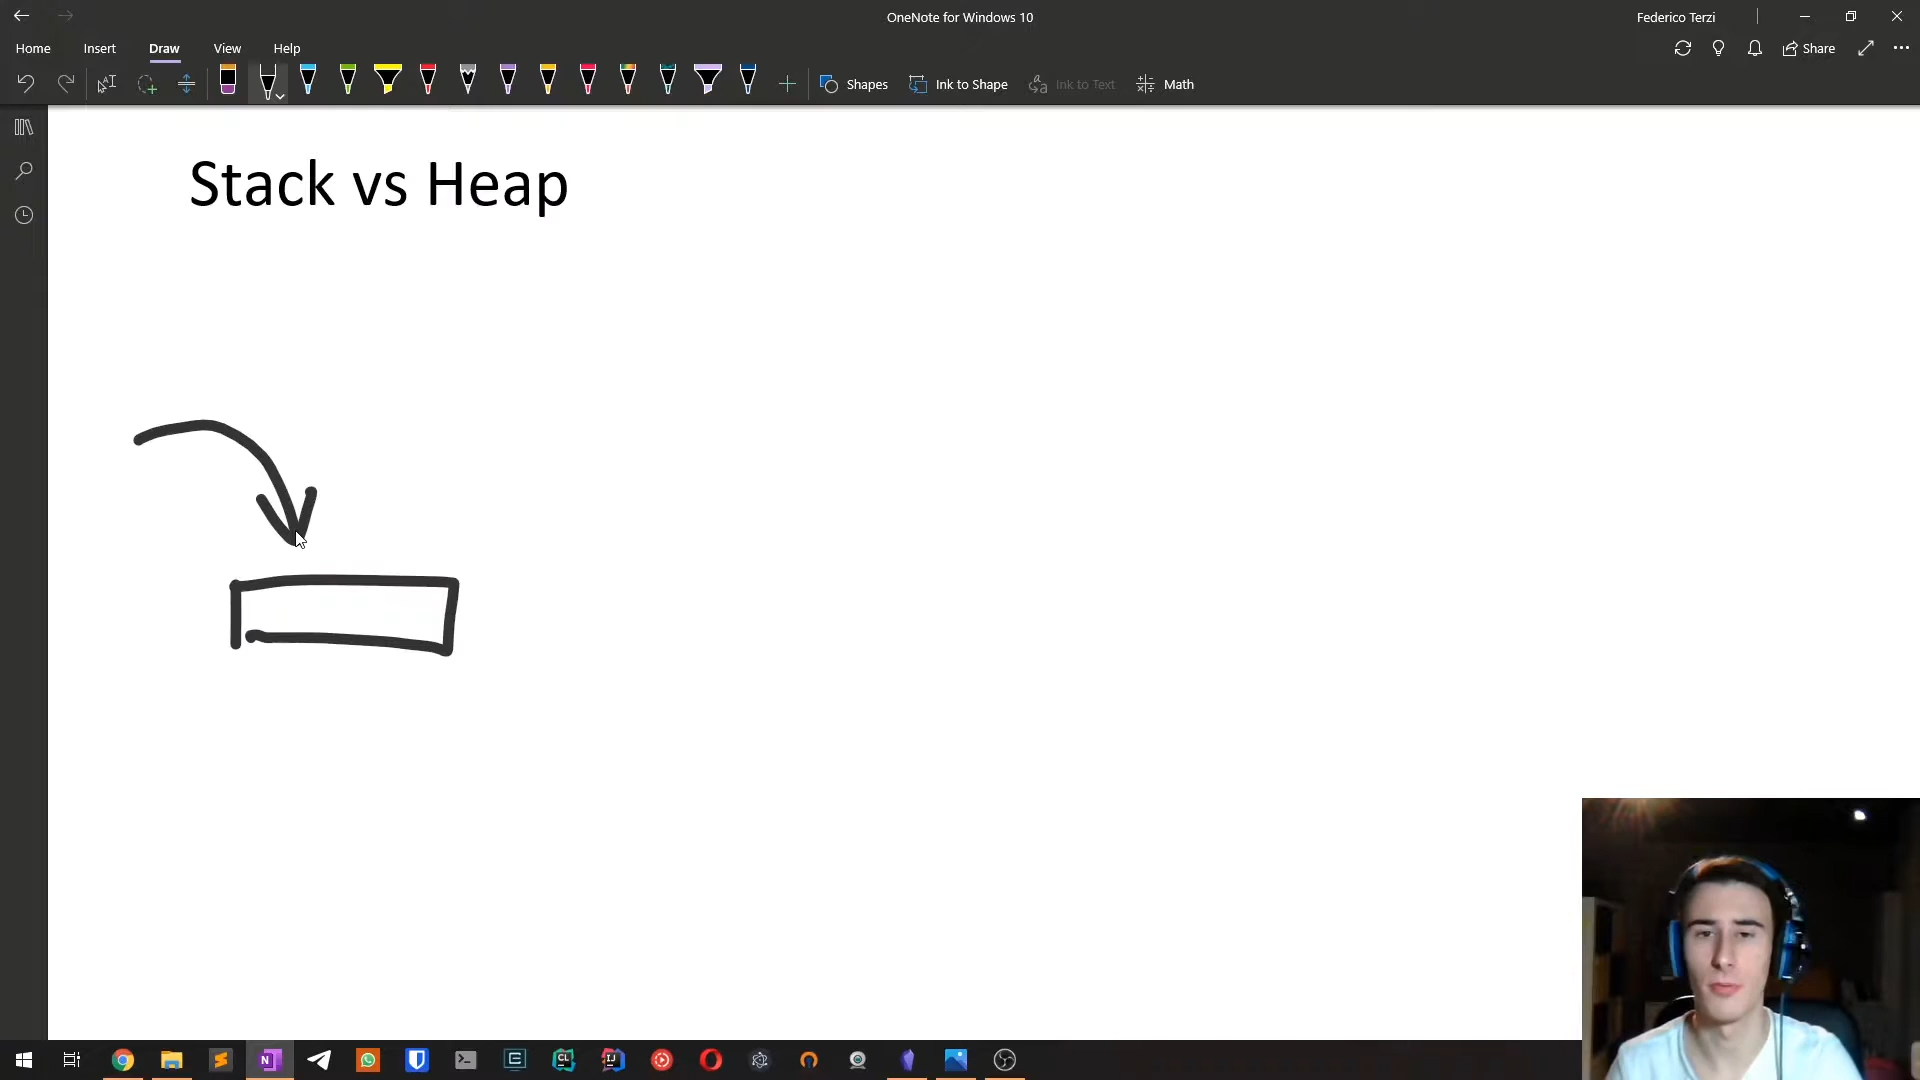 OneNote for Windows 10
Federico Terzi
Home Insert Draw View Help
Share
Shapes Ink to Shape Ink to Text Math
Stack vs Heap